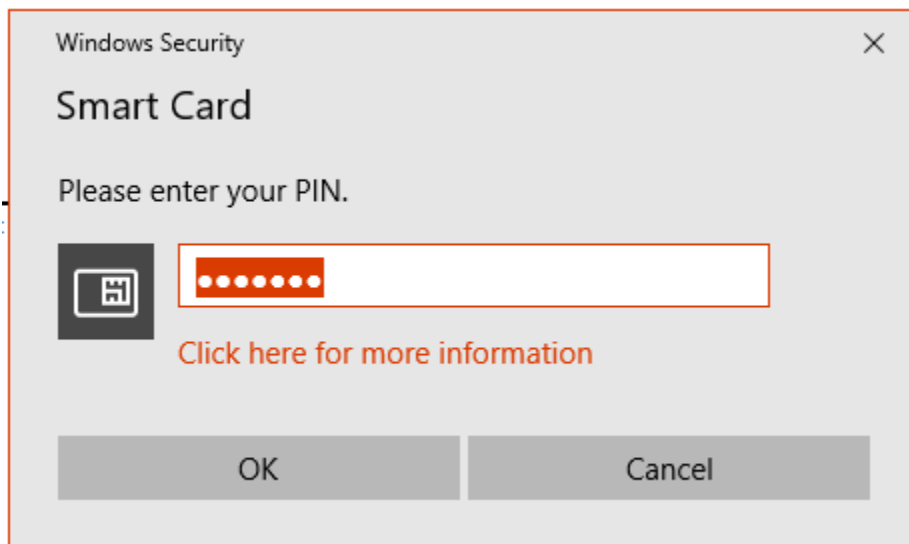 Windows Security
Smart Card
Please enter your PIN.
●●●●●●●
Click here for more information
OK
Cancel